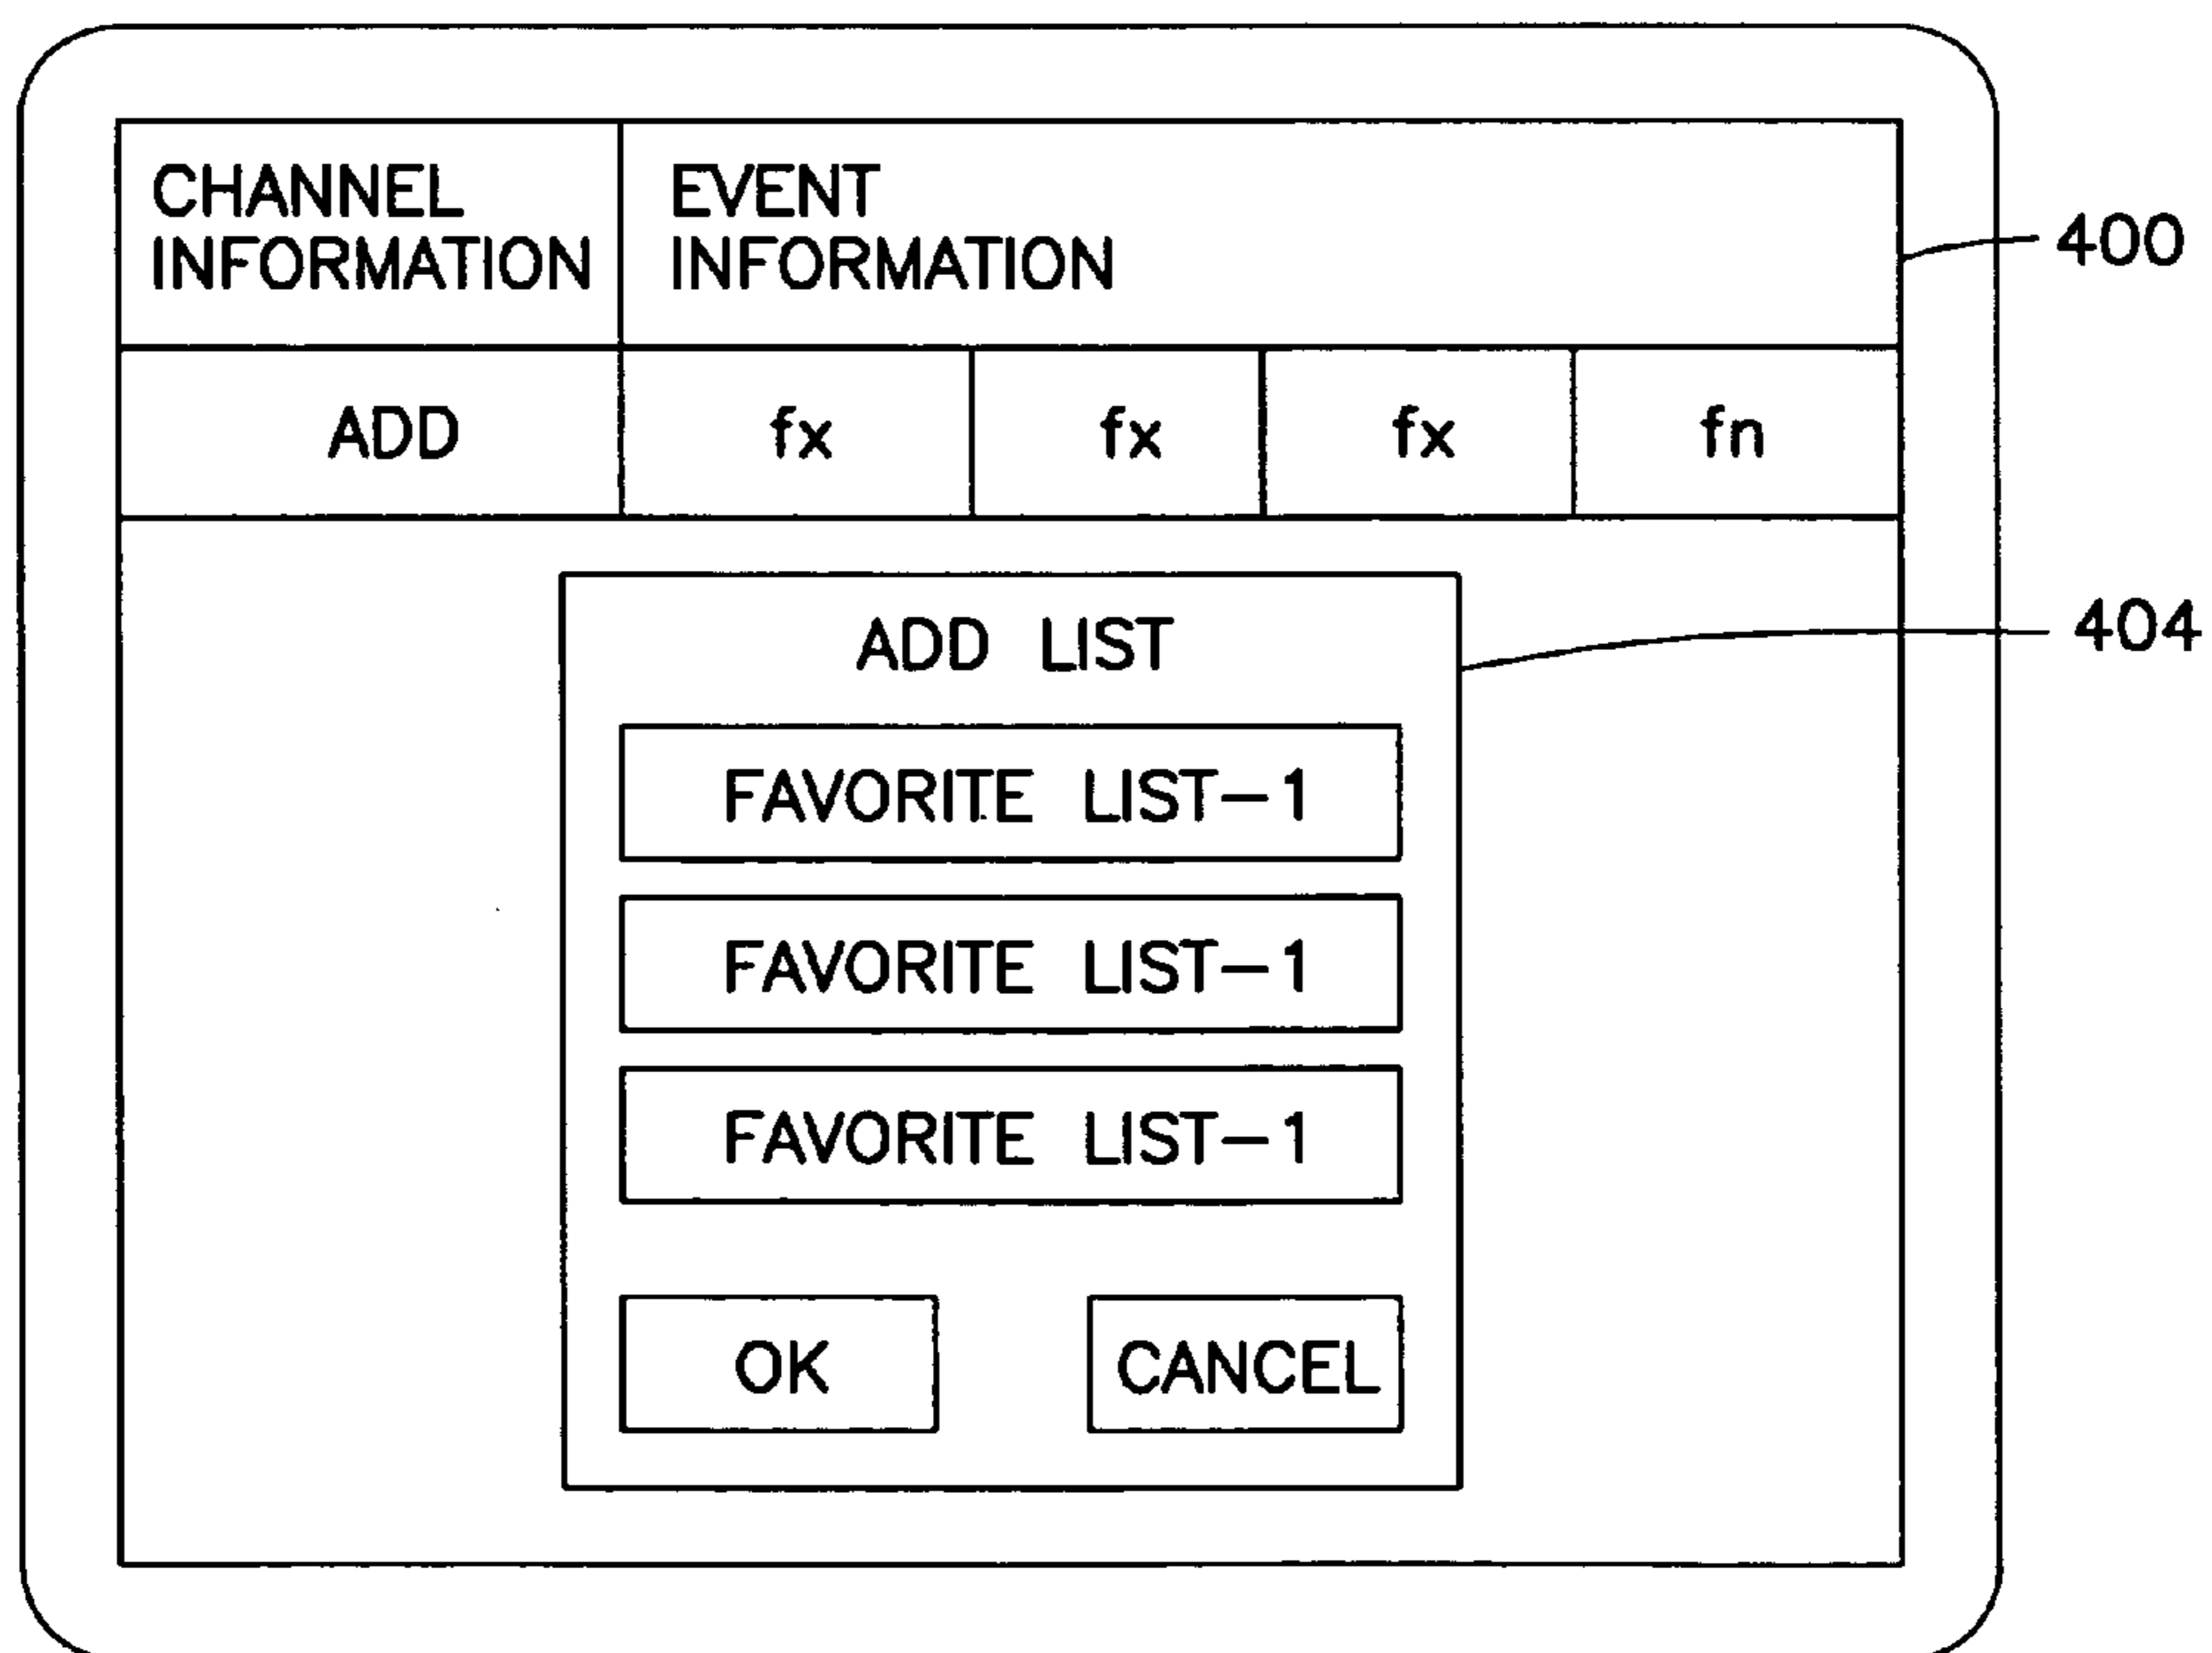 CHANNEL
INFORMATION
EVENT
INFORMATION
400
ADD
fx
fx
fx
fn
ADD LIST
404
FAVORITE LIST-1
FAVORITE LIST-1
FAVORITE LIST-1
OK
CANCEL